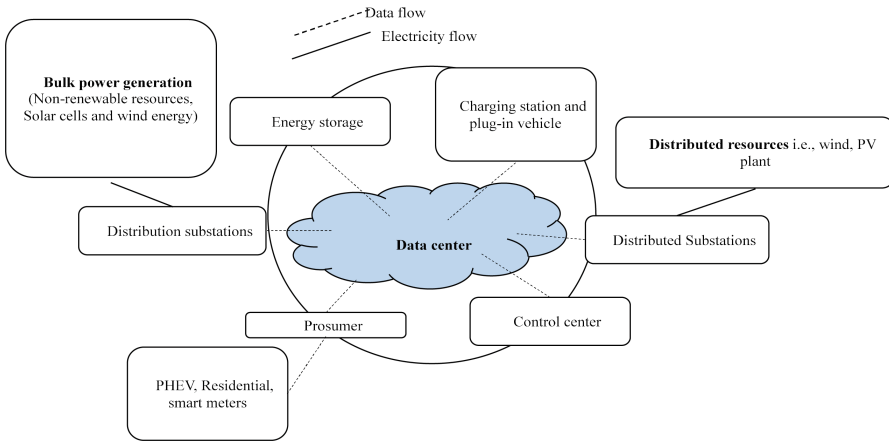 Data flow
Electricity flow
Bulk power generation
(Non-renewable resources,
Solar cells and wind energy)
Energy storage
Charging station and
plug-in vehicle
Distributed resources i.e., wind, PV
plant
Distribution substations
Data center
Distributed Substations
Prosumer
Control center
PHEV, Residential,
smart meters